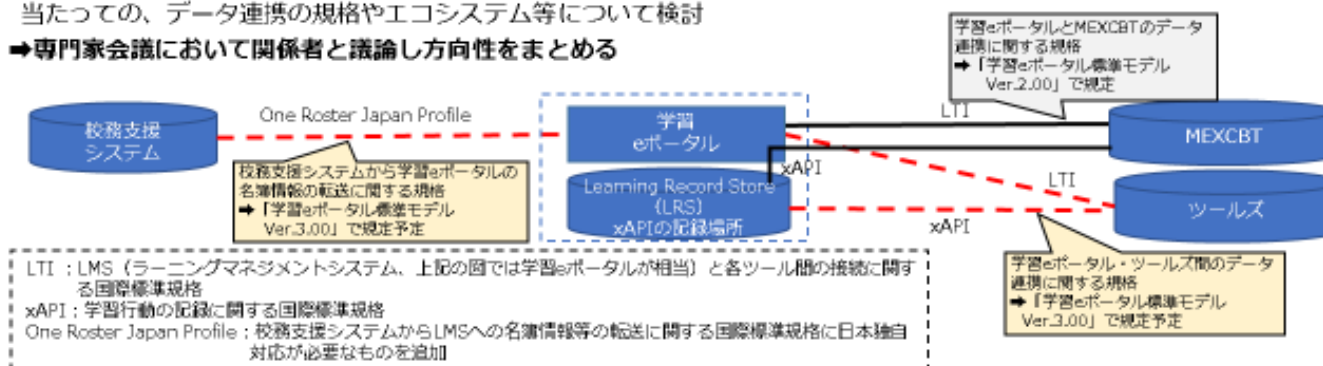 当たっての、データ連携の規格やエコシステム等について検討
➡専門家会議において関係者と議論し方向性をまとめる
学習eポータルとMEXCBTのデータ
連携に関する規格
➡「学習eポータル標準モデル
Ver.2.00」で規定
校務支援
システム
One Roster Japan Profile
学習
eポータル
LTI
MEXCBT
校務支援システムから学習eポータルの
名簿情報の転送に関する規格
➡「学習eポータル標準モデル
Ver.3.00」で規定予定
Learning Record Store
(LRS)
xAPIの記録場所
xAPI
LTI
ツールズ
xAPI
学習eポータル・ツールズ間のデータ
連携に関する規格
➡「学習eポータル標準モデル
Ver.3.00」で規定予定
LTI：LMS（ラーニングマネジメントシステム、上記の図では学習eポータルが相当）と各ツール間の接続に関す
る国際標準規格
xAPI：学習行動の記録に関する国際標準規格
One Roster Japan Profile：校務支援システムからLMSへの名簿情報等の転送に関する国際標準規格に日本独自
対応が必要なものを追加